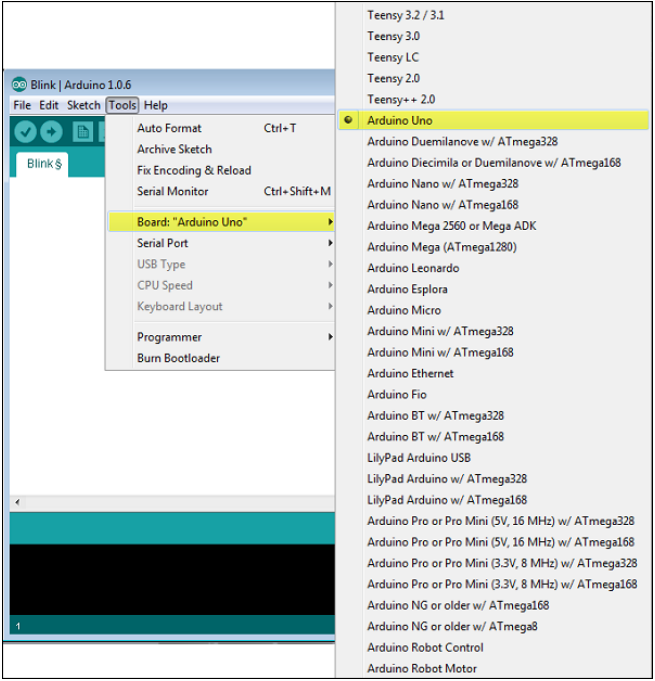 Blink | Arduino 1.0.6
File Edit Sketch Tools Help
Blink §
Auto Format Ctrl+T
Archive Sketch
Fix Encoding & Reload
Serial Monitor Ctrl+Shift+M
Board: "Arduino Uno"
Serial Port
USB Type
CPU Speed
Keyboard Layout
Programmer
Burn Bootloader
1
Teensy 3.2 / 3.1
Teensy 3.0
Teensy LC
Teensy 2.0
Teensy++ 2.0
Arduino Uno
Arduino Duemilanove w/ ATmega328
Arduino Diecimila or Duemilanove w/ ATmega168
Arduino Nano w/ ATmega328
Arduino Nano w/ ATmega168
Arduino Mega 2560 or Mega ADK
Arduino Mega (ATmega1280)
Arduino Leonardo
Arduino Esplora
Arduino Micro
Arduino Mini w/ ATmega328
Arduino Mini w/ ATmega168
Arduino Ethernet
Arduino Fio
Arduino BT w/ ATmega328
Arduino BT w/ ATmega168
LilyPad Arduino USB
LilyPad Arduino w/ ATmega328
LilyPad Arduino w/ ATmega168
Arduino Pro or Pro Mini (5V, 16 MHz) w/ ATmega328
Arduino Pro or Pro Mini (5V, 16 MHz) w/ ATmega168
Arduino Pro or Pro Mini (3.3V, 8 MHz) w/ ATmega328
Arduino Pro or Pro Mini (3.3V, 8 MHz) w/ ATmega168
Arduino NG or older w/ ATmega168
Arduino NG or older w/ ATmega8
Arduino Robot Control
Arduino Robot Motor